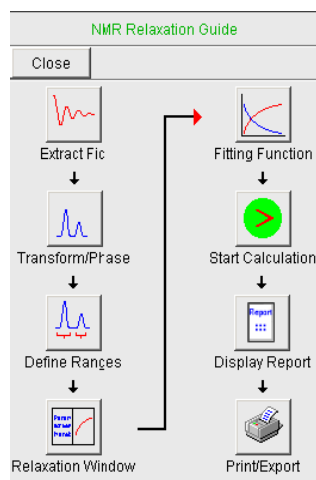 NMR Relaxation Guide
Close
Extract Fic
Transform/Phase
Define Ranges
Relaxation Window
Fitting Function
Start Calculation
Report
Display Report
Print/Export